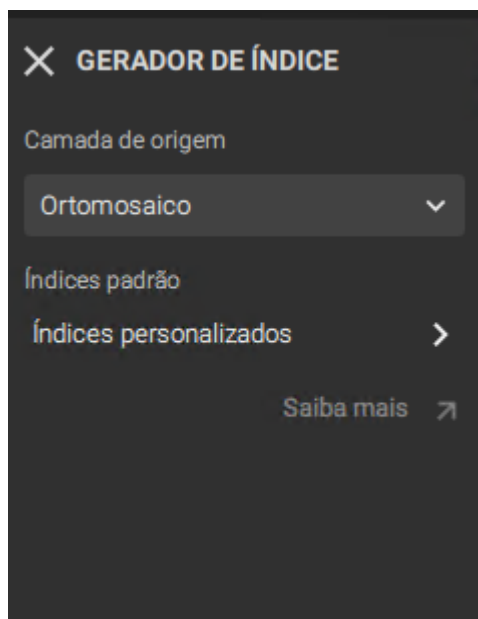 GERADOR DE ÍNDICE
Camada de origem
Ortomosaico
Índices padrão
Índices personalizados
Saiba mais